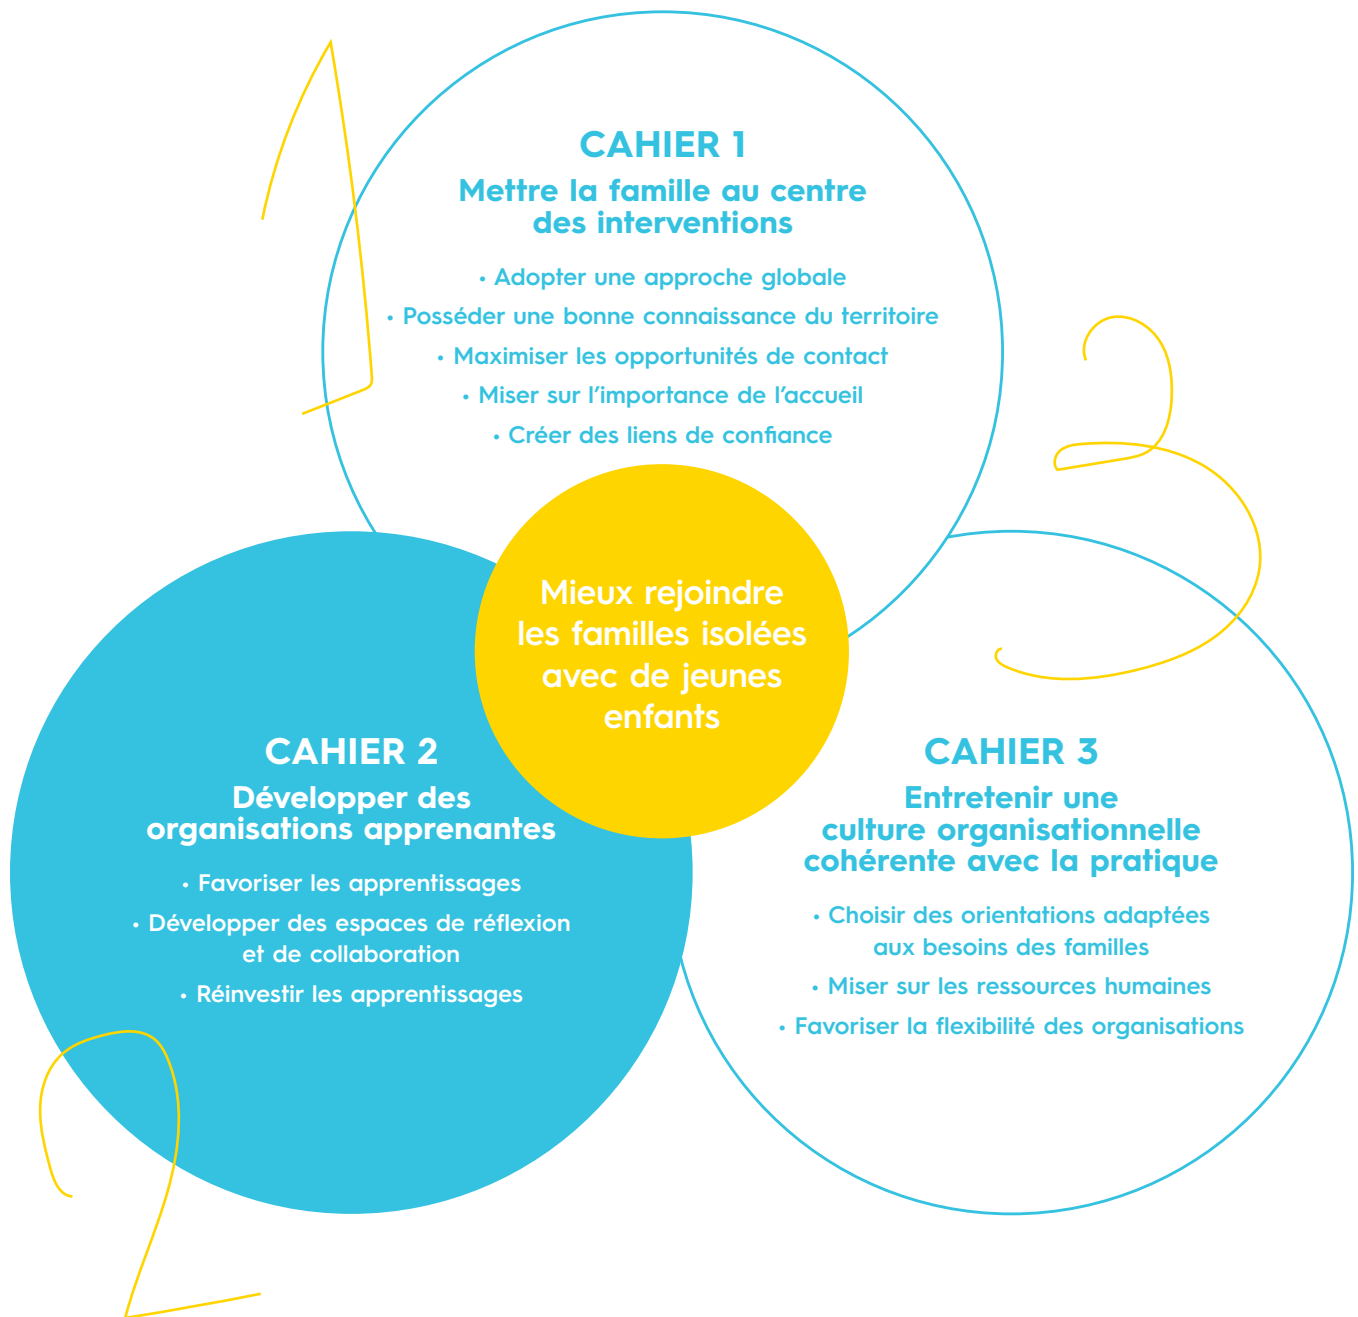 CAHIER 1
Mettre la famille au centre
des interventions
• Adopter une approche globale
• Posséder une bonne connaissance du territoire
• Maximiser les opportunités de contact
• Miser sur l’importance de l’accueil
• Créer des liens de confiance
Mieux rejoindre
les familles isolées
avec de jeunes
enfants
CAHIER 2
Développer des
organisations apprenantes
• Favoriser les apprentissages
• Développer des espaces de réflexion
et de collaboration
• Réinvestir les apprentissages
CAHIER 3
Entretenir une
culture organisationnelle
cohérente avec la pratique
• Choisir des orientations adaptées
aux besoins des familles
• Miser sur les ressources humaines
• Favoriser la flexibilité des organisations
1
2
3